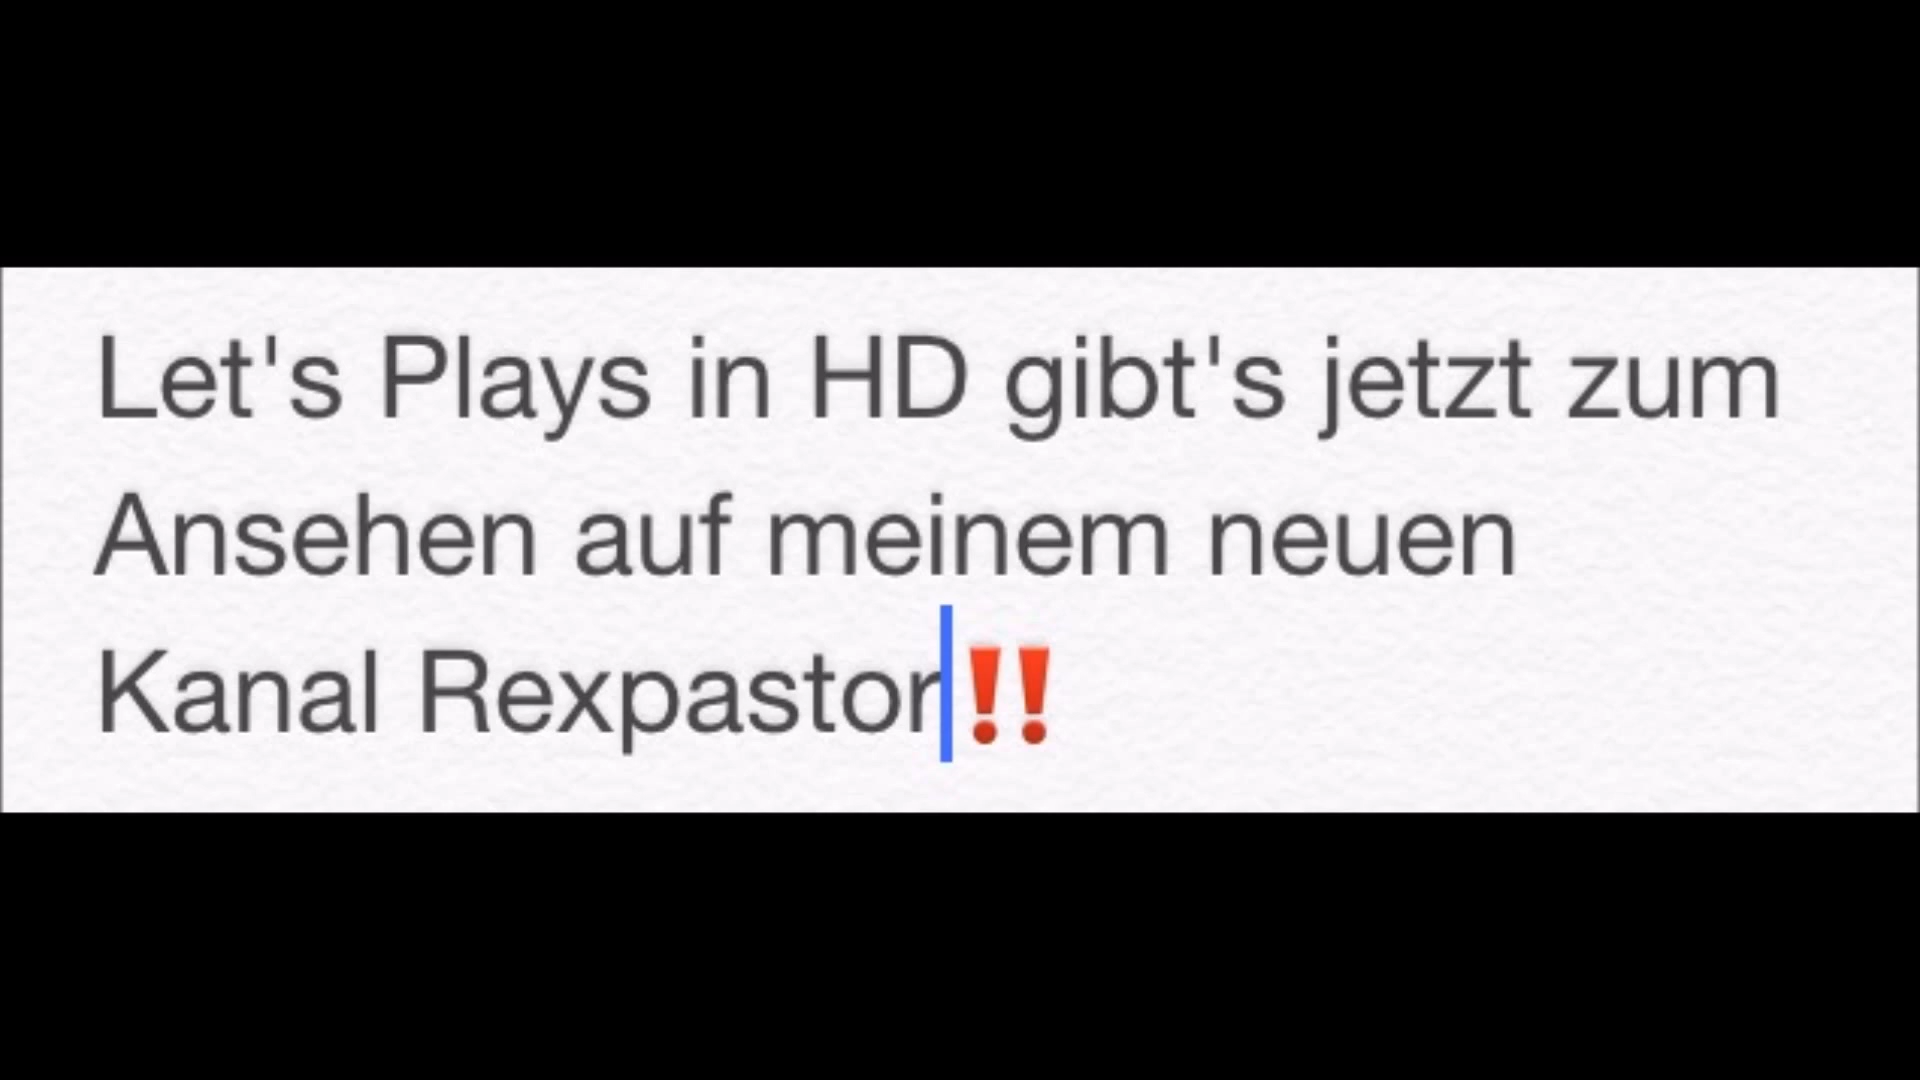 Let's Plays in HD gibt's jetzt zum
Ansehen auf meinem neuen
Kanal Rexpastor‼️